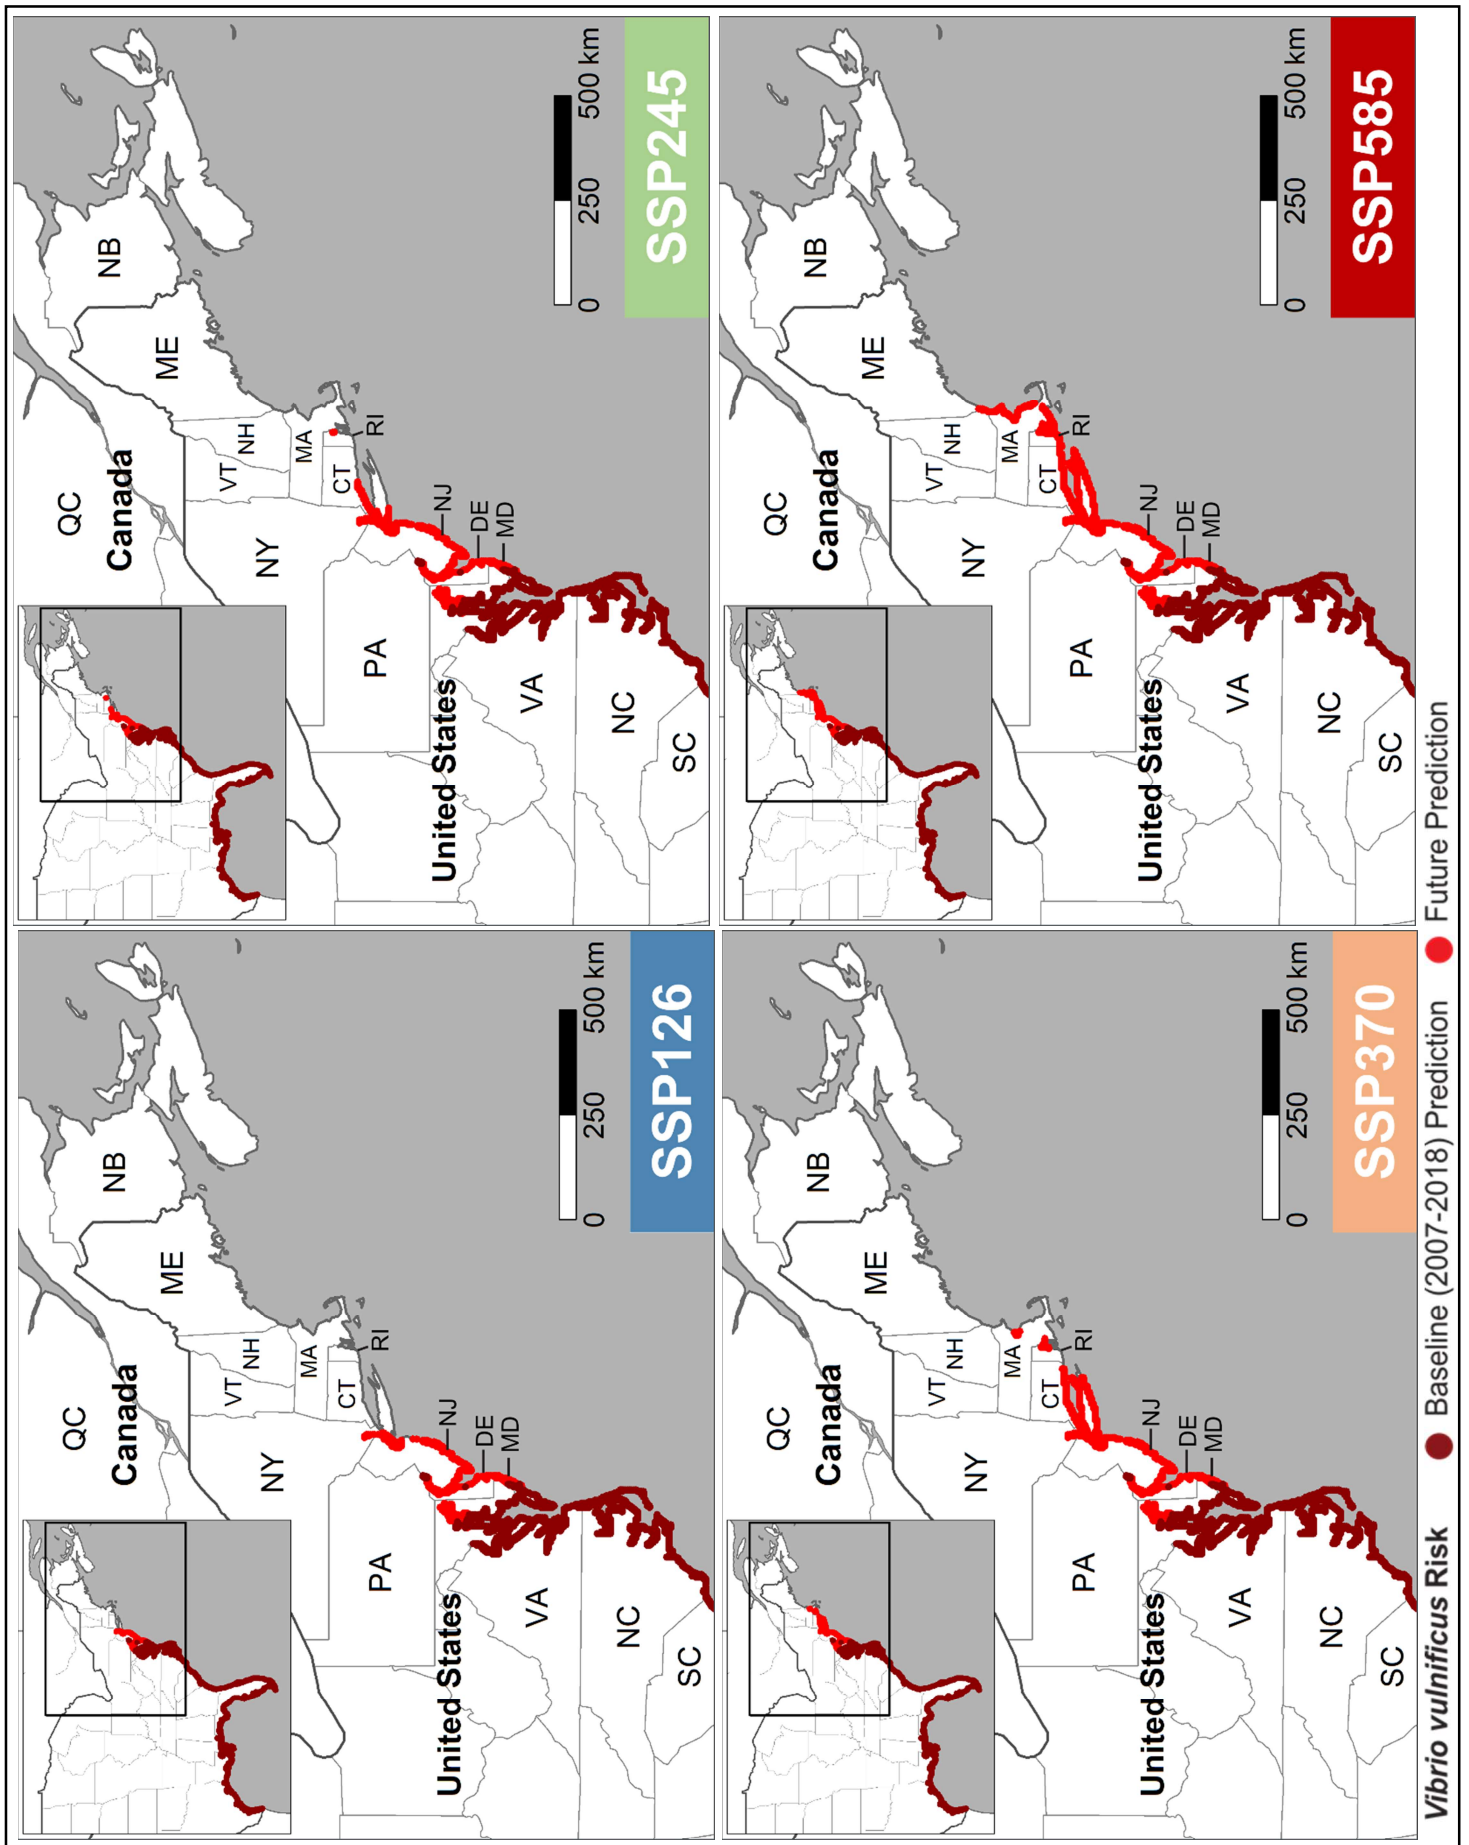 QC
Canada
NB
ME
VT
NH
NY
MA
CT
RI
PA
NJ
DE
MD
United States
VA
NC
SC
0 250 500 km
SSP126
QC
Canada
NB
ME
VT
NH
NY
MA
CT
RI
PA
NJ
DE
MD
United States
VA
NC
SC
0 250 500 km
SSP245
QC
Canada
NB
ME
VT
NH
NY
MA
CT
RI
PA
NJ
DE
MD
United States
VA
NC
SC
0 250 500 km
SSP370
QC
Canada
NB
ME
VT
NH
NY
MA
CT
RI
PA
NJ
DE
MD
United States
VA
NC
SC
0 250 500 km
SSP585
Vibrio vulnificus Risk Baseline (2007-2018) Prediction Future Prediction